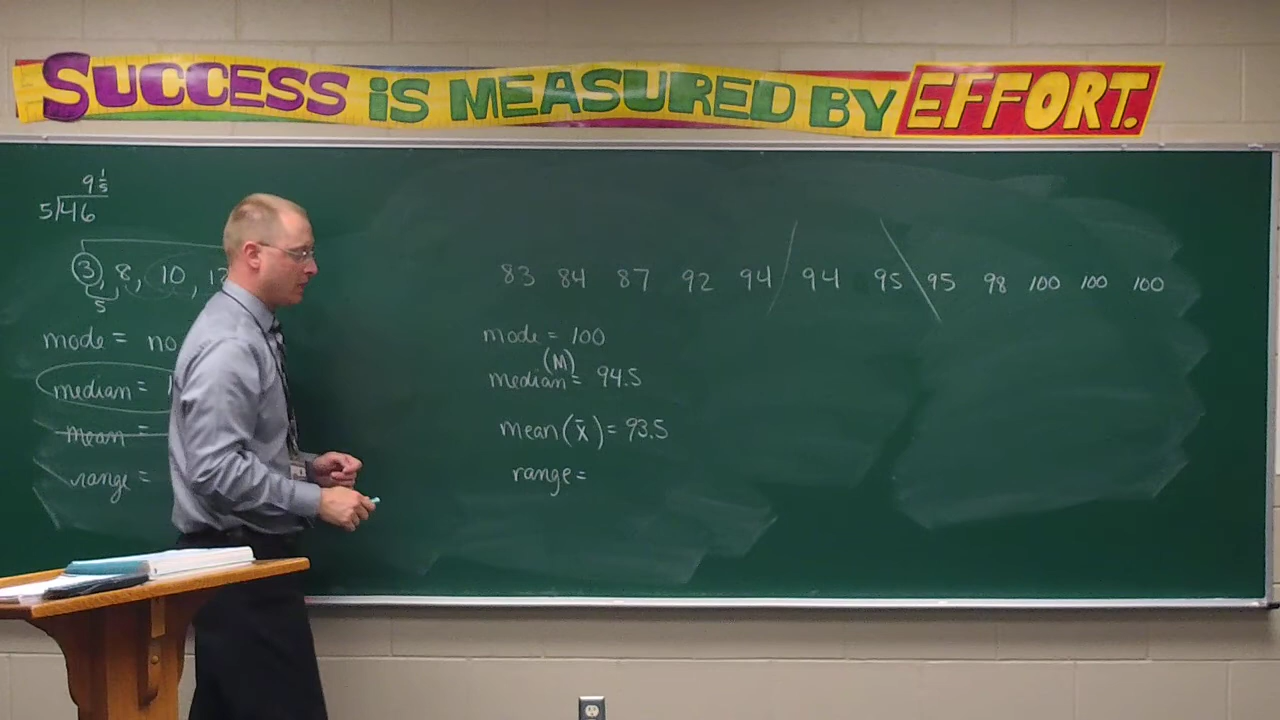 SUCCESS IS MEASURED BY EFFORT.
9 1/5
5)46
3, 8, 10,
5
mode = no
median =
mean =
range =
83 84 87 92 94 / 94 95 \ 95 98 100 100 100
mode = 100
(M)
median = 94.5
mean (x̄) = 93.5
range =